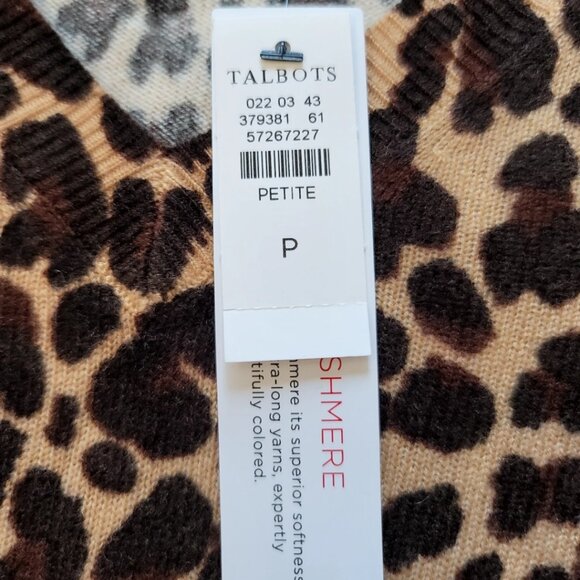 TALBOTS
022 03 43
379381 61
57267227
PETITE
P
SHMERE
mere its superior softness
ra-long yarns, expertly
tifully colored.